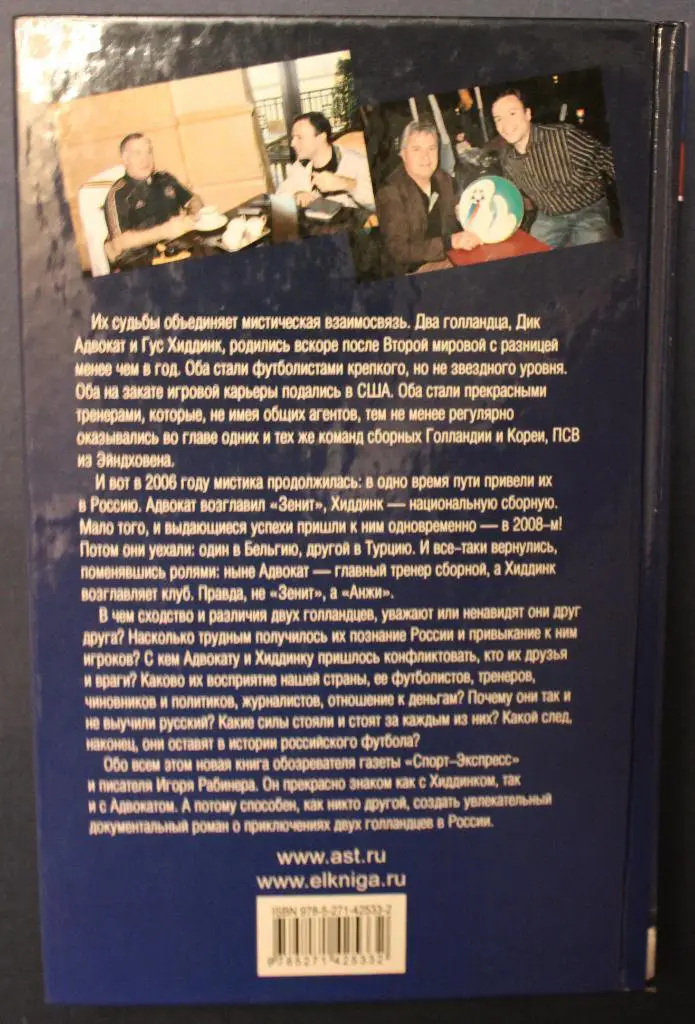 Их судьбы объединяет мистическая взаимосвязь. Два голландца, Дик
Адвокат и Гус Хиддинк, родились вскоре после Второй мировой с разницей
менее чем в год. Оба стали футболистами крепкого, но не звездного уровня.
Оба на закате игровой карьеры подались в США. Оба стали прекрасными
тренерами, которые, не имея общих агентов, тем не менее регулярно
оказывались во главе одних и тех же команд сборных Голландии и Кореи, ПСВ
из Эйндховена.
И вот в 2006 году мистика продолжилась: в одно время пути привели их
в Россию. Адвокат возглавил «Зенит», Хиддинк — национальную сборную.
Мало того, и выдающиеся успехи пришли к ним одновременно — в 2008-м!
Потом они уехали: один в Бельгию, другой в Турцию. И все-таки вернулись,
поменявшись ролями: ныне Адвокат — главный тренер сборной, а Хиддинк
возглавляет клуб. Правда, не «Зенит», а «Анжи».
В чем сходство и различия двух голландцев, уважают или ненавидят они друг
друга? Насколько трудным получилось их познание России и привыкание к ним
игроков? С кем Адвокату и Хиддинку пришлось конфликтовать, кто их друзья
и враги? Каково их восприятие нашей страны, ее футболистов, тренеров,
чиновников и политиков, журналистов, отношение к деньгам? Почему они так и
не выучили русский? Какие силы стояли и стоят за каждым из них? Какой след,
наконец, они оставят в истории российского футбола?
Обо всем этом новая книга обозревателя газеты «Спорт-Экспресс»
и писателя Игоря Рабинера. Он прекрасно знаком как с Хиддинком, так
и с Адвокатом. А потому способен, как никто другой, создать увлекательный
документальный роман о приключениях двух голландцев в России.
www.ast.ru
www.elkniga.ru
ISBN 978-5-271-42533-2
9 785271 425332